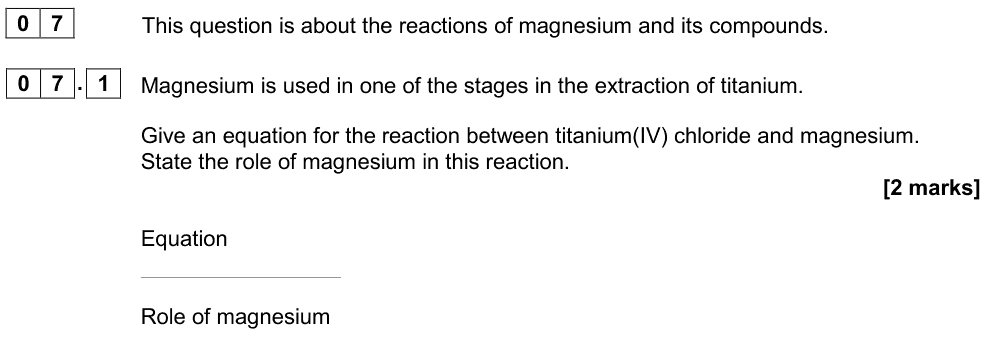 0 7 This question is about the reactions of magnesium and its compounds.
0 7 . 1 Magnesium is used in one of the stages in the extraction of titanium.
Give an equation for the reaction between titanium(IV) chloride and magnesium.
State the role of magnesium in this reaction.
[2 marks]
Equation
Role of magnesium